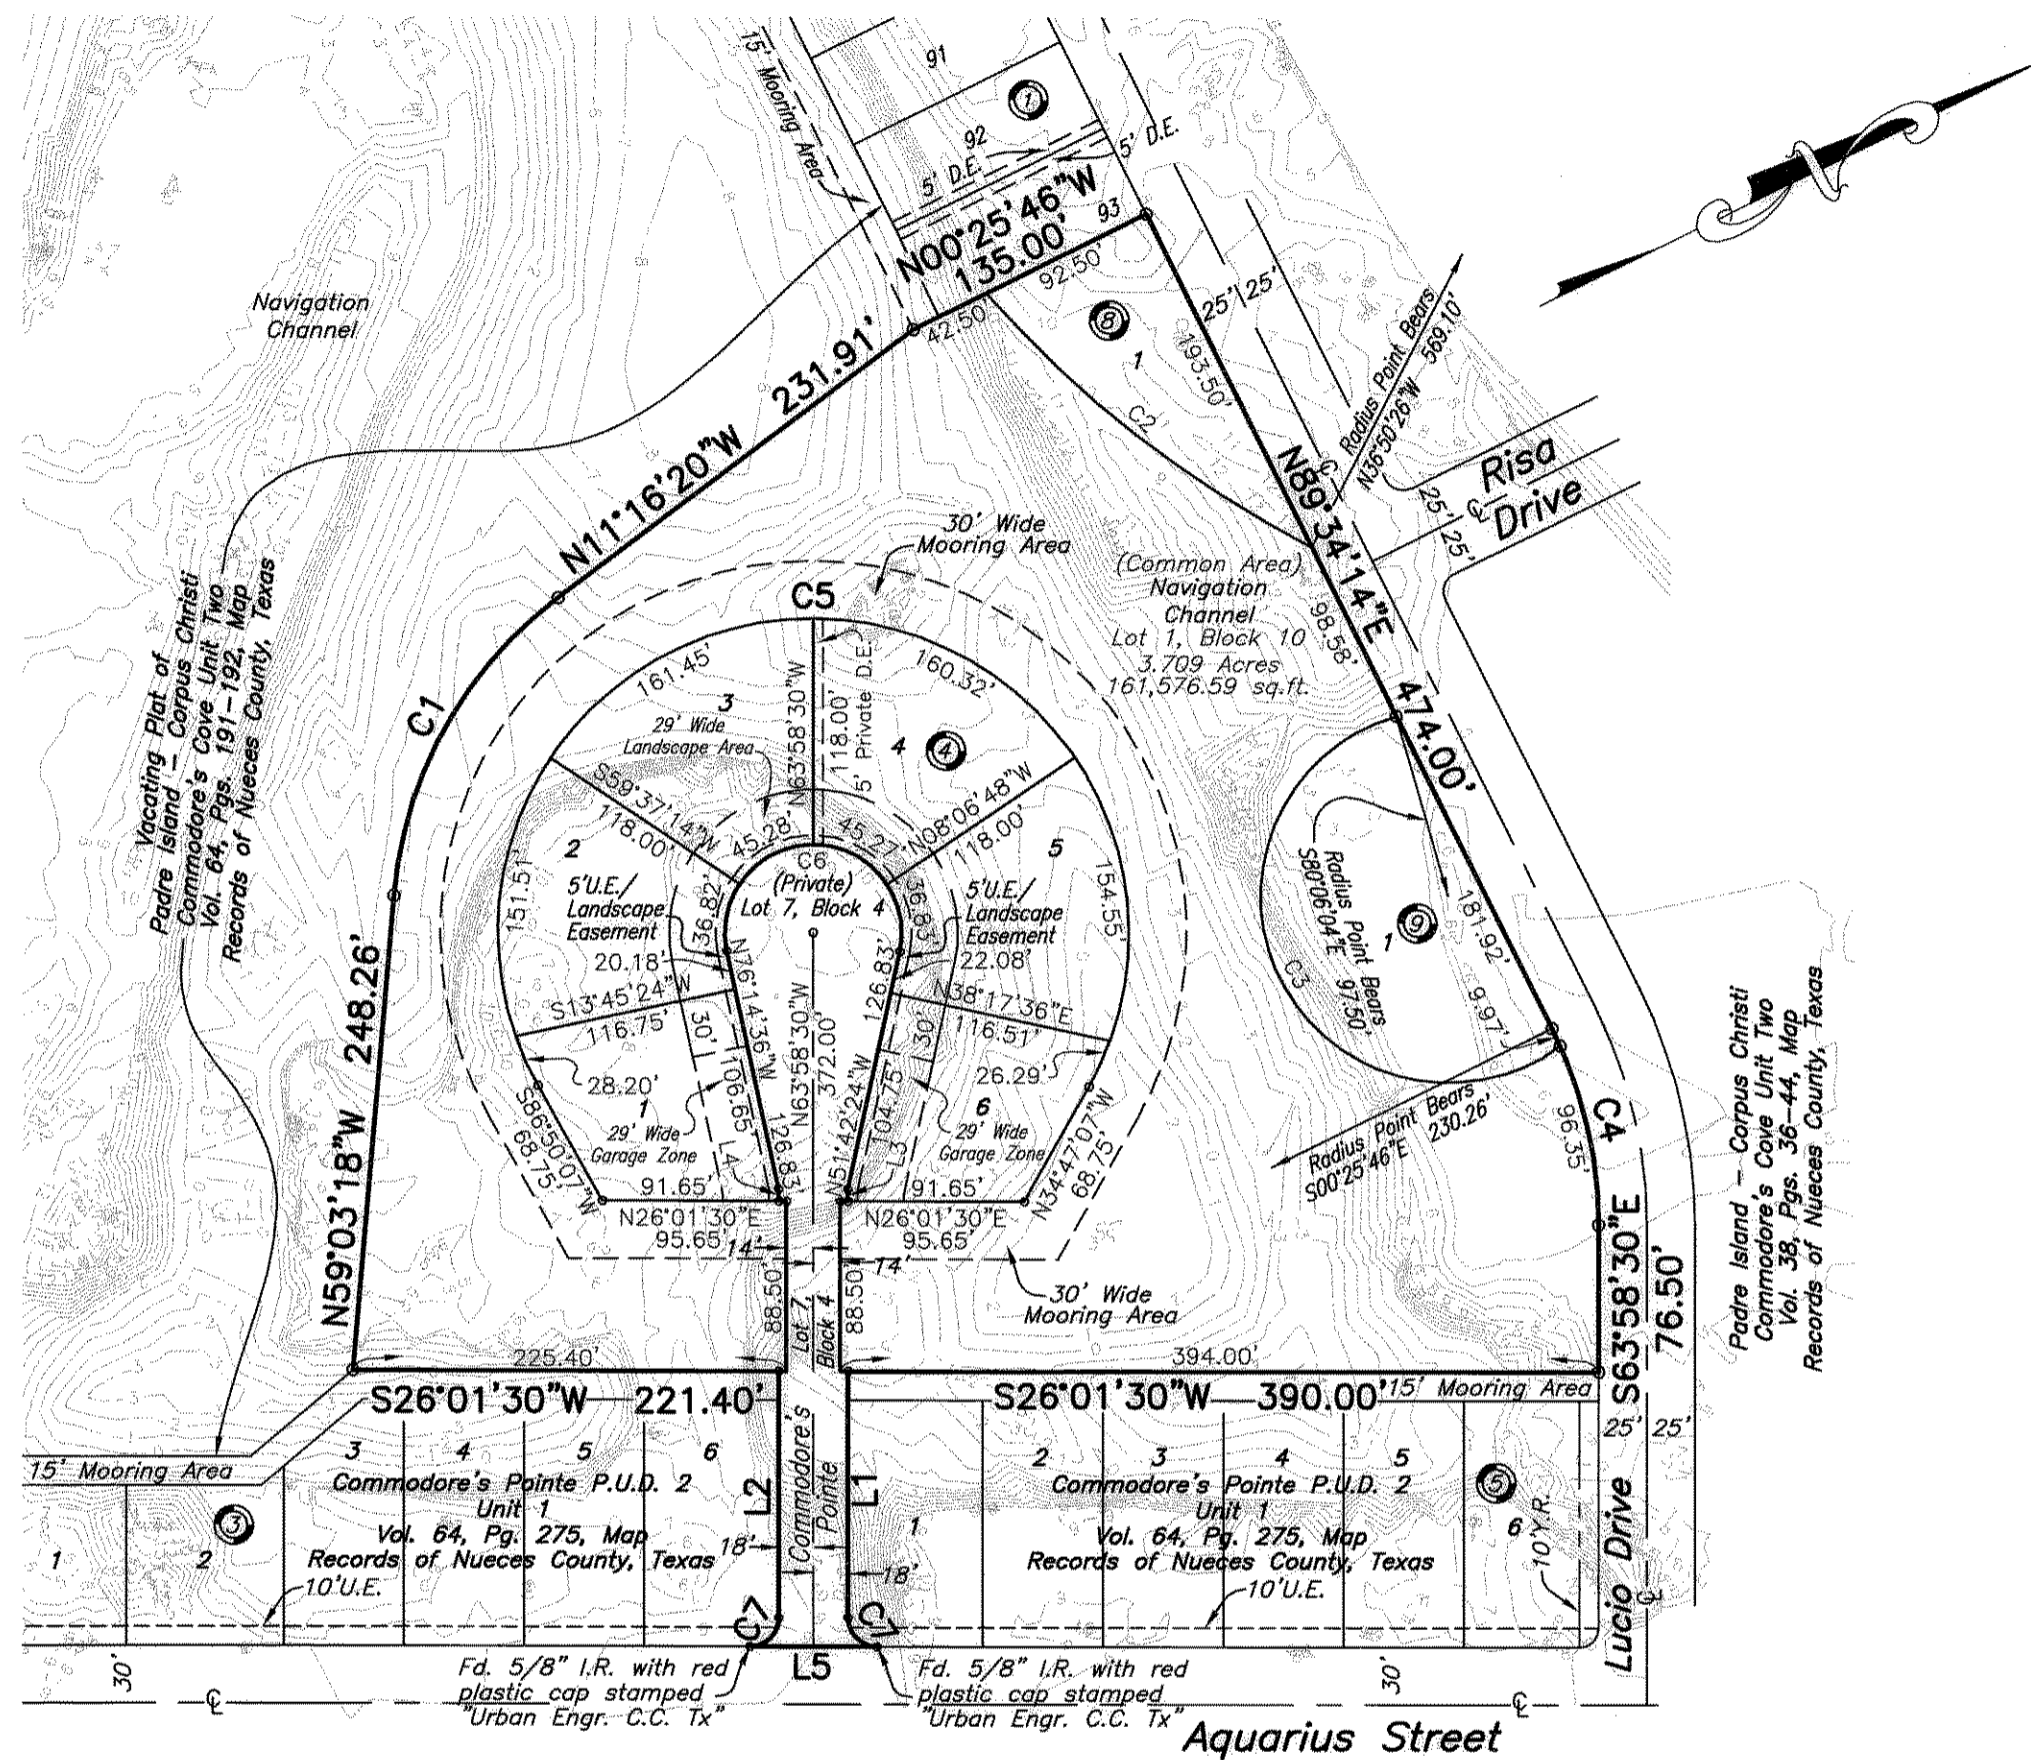 91
1
15' Mooring Area
92
5' D.E.
5' D.E.
N00°25'46"W
135.00'
93
92.50'
42.50'
N
Navigation
Channel
25' 25'
8
1
193.50'
C2
Radius Point Bears
N36°50'26"W 569.10'
231.91'
N11°16'20"W
Risa
Drive
25' 25'
℄
℄
30' Wide
Mooring Area
(Common Area)
Navigation
Channel
Lot 1, Block 10
3.709 Acres
161,576.59 sq.ft.
N89°34'14"E 474.00'
98.58'
C5
C1
Vacating Plat of
Padre Island - Corpus Christi
Commodore's Cove Unit Two
Vol. 64, Pgs. 191-192, Map
Records of Nueces County, Texas
161.45'
160.32'
3
29' Wide
Landscape Area
N63°58'30"W
118.00'
5' Private D.E.
4
4
S59°37'14"W
118.00'
N08°06'48"W
118.00'
45.28'
45.27'
2
5
C6
(Private)
Lot 7, Block 4
5'U.E./
Landscape
Easement
5'U.E./
Landscape
Easement
36.82'
36.83'
151.51'
154.55'
20.18'
22.08'
S13°45'24"W
116.75'
N38°17'36"E
116.51'
30'
30'
N76°14'36"W
126.83'
106.65'
N63°58'30"W
372.00'
126.83'
N51°42'24"W
104.75'
28.20'
26.29'
1
29' Wide
Garage Zone
6
29' Wide
Garage Zone
L4
L3
S86°50'07"W
68.75'
N34°47'07"W
68.75'
91.65'
91.65'
N26°01'30"E
95.65'
N26°01'30"E
95.65'
14'
14'
88.50'
88.50'
Lot 7,
Block 4
30' Wide
Mooring Area
Radius Point Bears
S80°06'04"E 97.50'
9
1
181.92'
9.97'
C3
Radius Point Bears
S00°25'46"E 230.26'
C4
96.35'
S63°58'30"E
76.50'
Padre Island - Corpus Christi
Commodore's Cove Unit Two
Vol. 38, Pgs. 36-44, Map
Records of Nueces County, Texas
N59°03'18"W 248.26'
225.40'
394.00'
S26°01'30"W 221.40'
S26°01'30"W 390.00'
15' Mooring Area
25' 25'
15' Mooring Area
3 4 5 6
Commodore's Pointe P.U.D. 2
Unit 1
Vol. 64, Pg. 275, Map
Records of Nueces County, Texas
10'U.E.
3
1 2
L2
Commodore's
Pointe
L1
18'
18'
1
2 3 4 5
Commodore's Pointe P.U.D. 2
Unit 1
Vol. 64, Pg. 275, Map
Records of Nueces County, Texas
10'U.E.
5
6
10'Y.R.
Lucio Drive
℄
C7
C7
L5
30'
30'
Fd. 5/8" I.R. with red
plastic cap stamped
"Urban Engr. C.C. Tx"
Fd. 5/8" I.R. with red
plastic cap stamped
"Urban Engr. C.C. Tx"
℄
℄
Aquarius Street